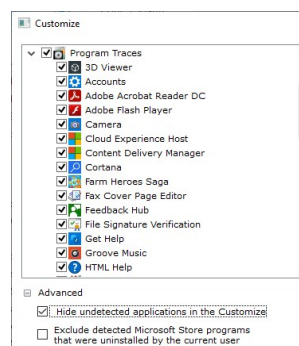 Customize
Program Traces
3D Viewer
Accounts
Adobe Acrobat Reader DC
Adobe Flash Player
Camera
Cloud Experience Host
Content Delivery Manager
Cortana
Farm Heroes Saga
Fax Cover Page Editor
Feedback Hub
File Signature Verification
Get Help
Groove Music
HTML Help
Advanced
Hide undetected applications in the Customize
Exclude detected Microsoft Store programs
that were uninstalled by the current user